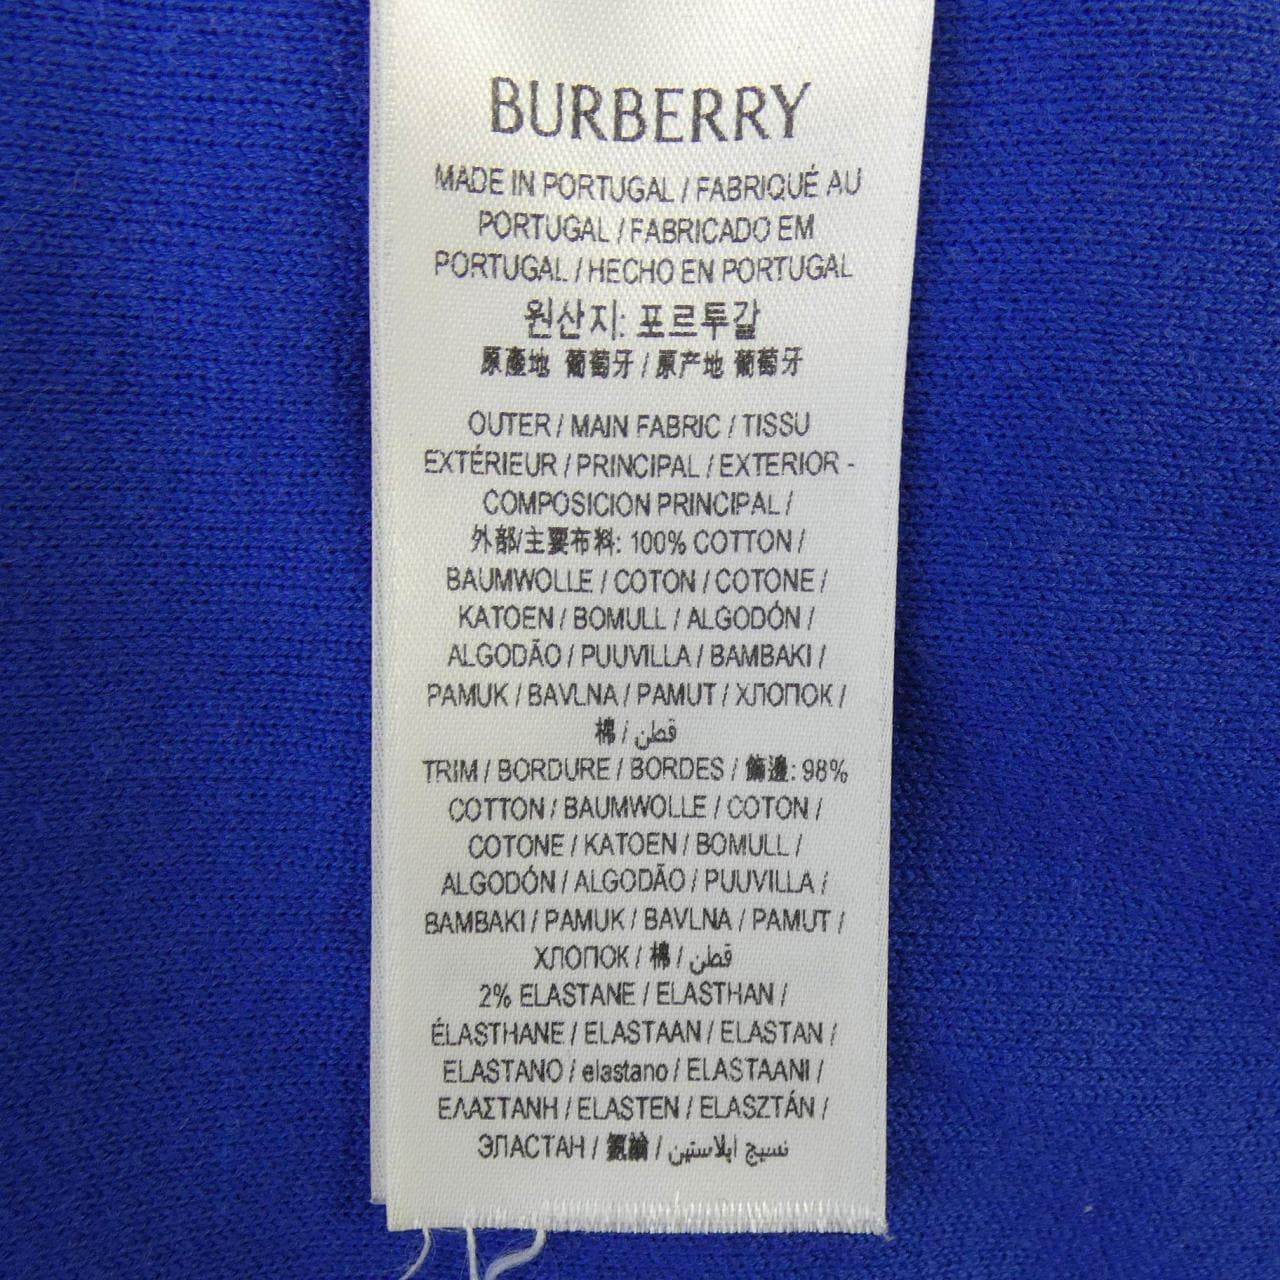 BURBERRY
MADE IN PORTUGAL / FABRIQUÉ AU
PORTUGAL / FABRICADO EM
PORTUGAL / HECHO EN PORTUGAL
원산지: 포르투갈
原產地 葡萄牙 / 原产地 葡萄牙
OUTER / MAIN FABRIC / TISSU
EXTÉRIEUR / PRINCIPAL / EXTERIOR -
COMPOSICION PRINCIPAL /
外部/主要布料: 100% COTTON /
BAUMWOLLE / COTON / COTONE /
KATOEN / BOMULL / ALGODÓN /
ALGODÃO / PUUVILLA / BAMBAKI /
PAMUK / BAVLNA / PAMUT / ХЛОПОК /
棉 / قطن
TRIM / BORDURE / BORDES / 飾邊: 98%
COTTON / BAUMWOLLE / COTON /
COTONE / KATOEN / BOMULL /
ALGODÓN / ALGODÃO / PUUVILLA /
BAMBAKI / PAMUK / BAVLNA / PAMUT /
ХЛОПОК / 棉 / قطن
2% ELASTANE / ELASTHAN /
ÉLASTHANE / ELASTAAN / ELASTAN /
ELASTANO / elastano / ELASTAANI /
ΕΛΑΣΤΑΝΗ / ELASTEN / ELASZTÁN /
ЭЛАСТАН / 氨綸 / نسيج ايلاستين